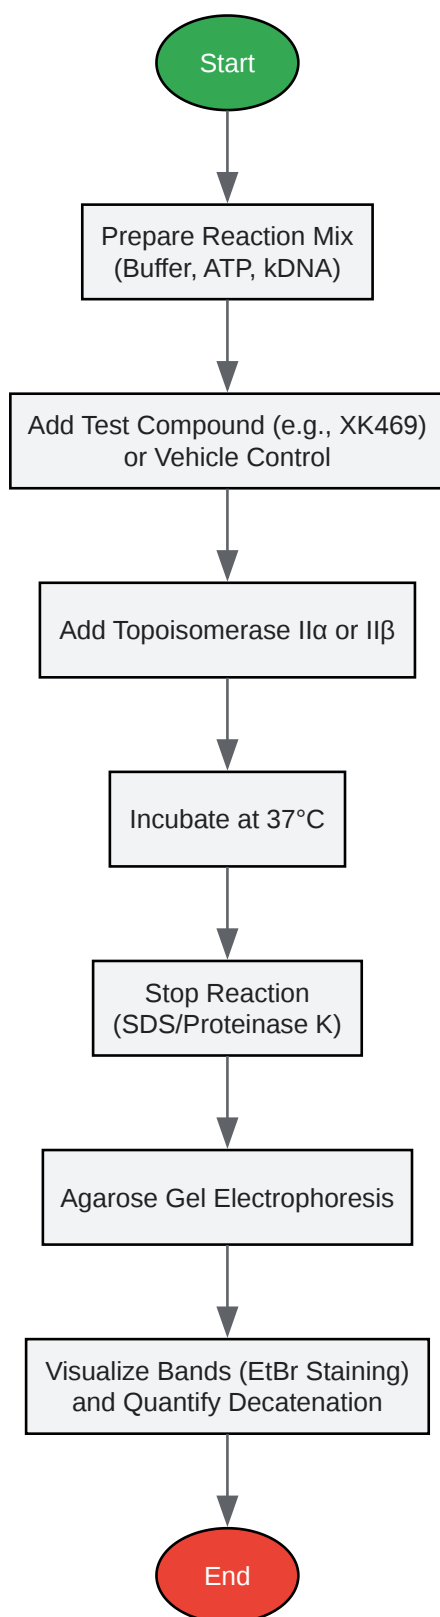 Start
Prepare Reaction Mix
(Buffer, ATP, kDNA)
Add Test Compound (e.g., XK469)
or Vehicle Control
Add Topoisomerase IIα or IIβ
Incubate at 37°C
Stop Reaction
(SDS/Proteinase K)
Agarose Gel Electrophoresis
Visualize Bands (EtBr Staining)
and Quantify Decatenation
End